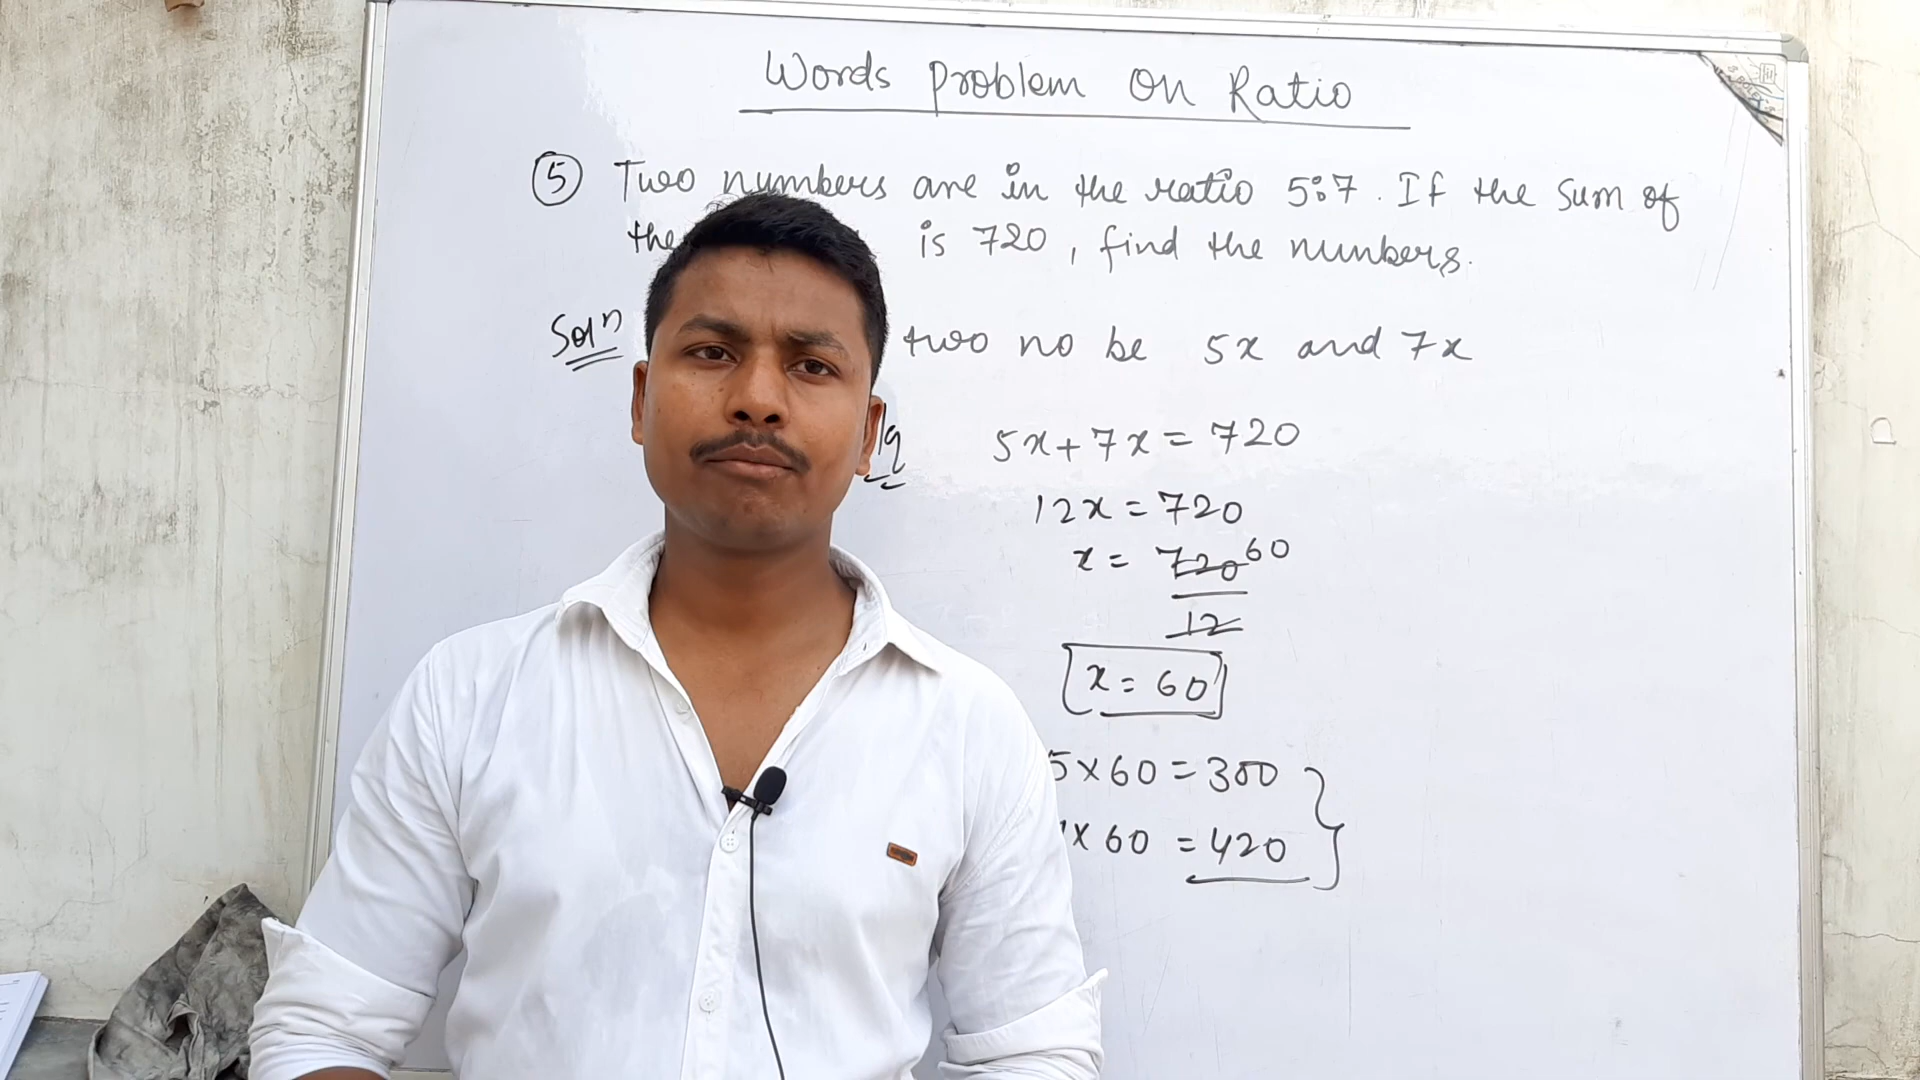 Words Problem On Ratio
5 Two numbers are in the ratio 5:7. If the sum of
the is 720, find the numbers.
Solⁿ two no be 5x and 7x
5x+7x=720
12x=720
x= 720 60
12
x=60
5×60=300
×60=420